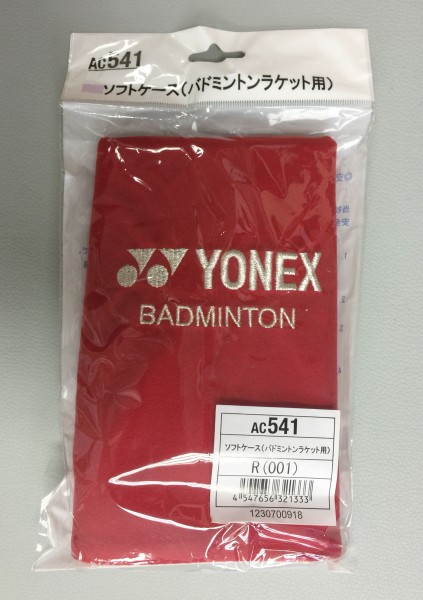 AC541
ソフトケース(バドミントンラケット用)
YONEX
BADMINTON
AC541
ソフトケース(バドミントンラケット用)
R(001)
4 547656 321333
1230700918